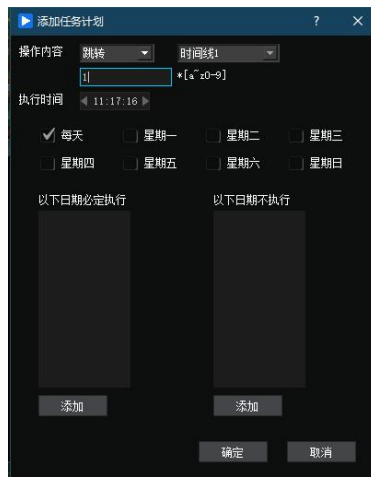 添加任务计划 ?
操作内容 跳转 时间线1
1 *[a~z0-9]
执行时间 11:17:16
每天 星期一 星期二 星期三
星期四 星期五 星期六 星期日
以下日期必定执行 以下日期不执行
添加 添加
确定 取消